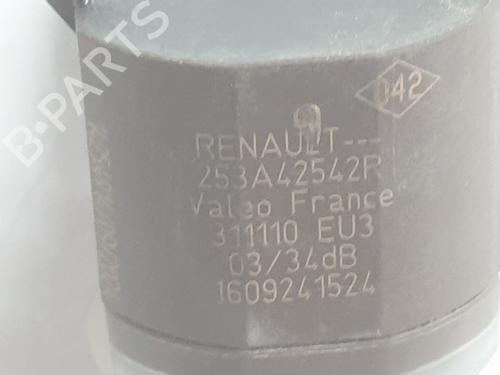 B-PARTS
042
RENAULT---
253A42542R
Valeo France
311110 EU3
03/34dB
1609241524